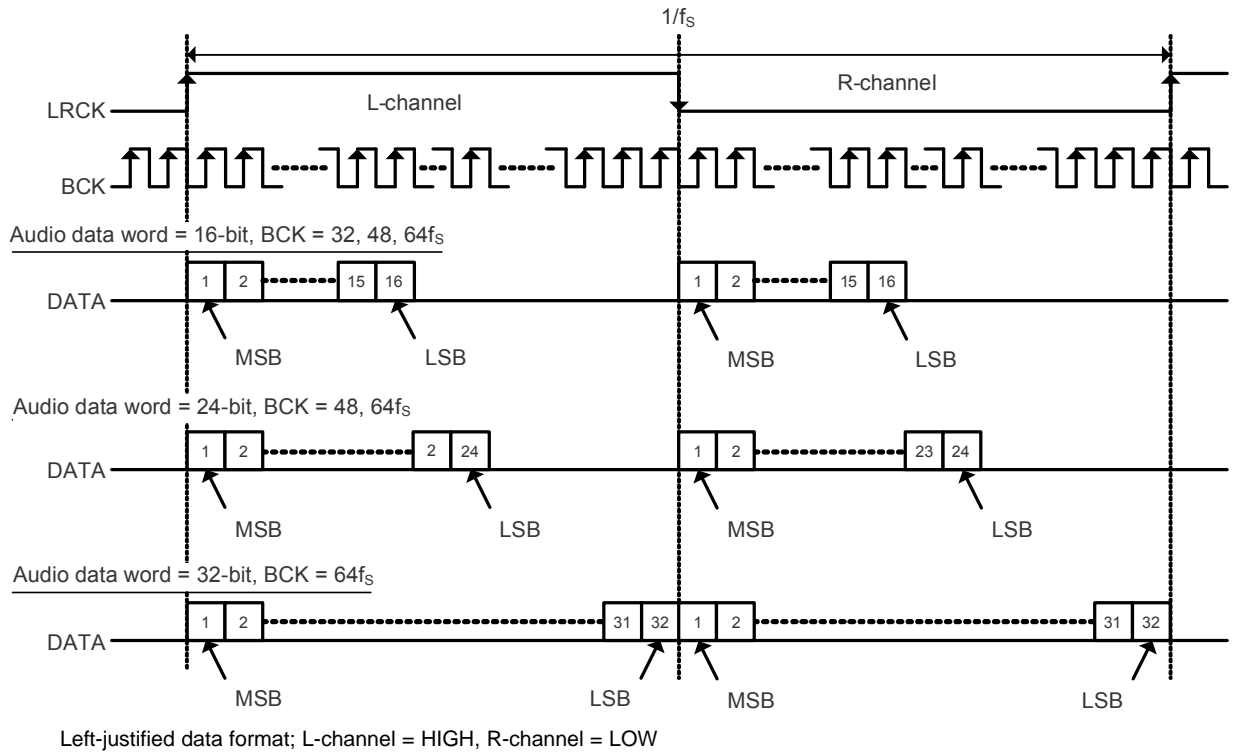 1/fS
L-channel
R-channel
LRCK
BCK
Audio data word = 16-bit, BCK = 32, 48, 64fS
DATA
1 2 15 16 1 2 15 16
MSB LSB MSB LSB
Audio data word = 24-bit, BCK = 48, 64fS
DATA
1 2 2 24 1 2 23 24
MSB LSB MSB LSB
Audio data word = 32-bit, BCK = 64fS
DATA
1 2 31 32 1 2 31 32
MSB LSB MSB LSB
Left-justified data format; L-channel = HIGH, R-channel = LOW